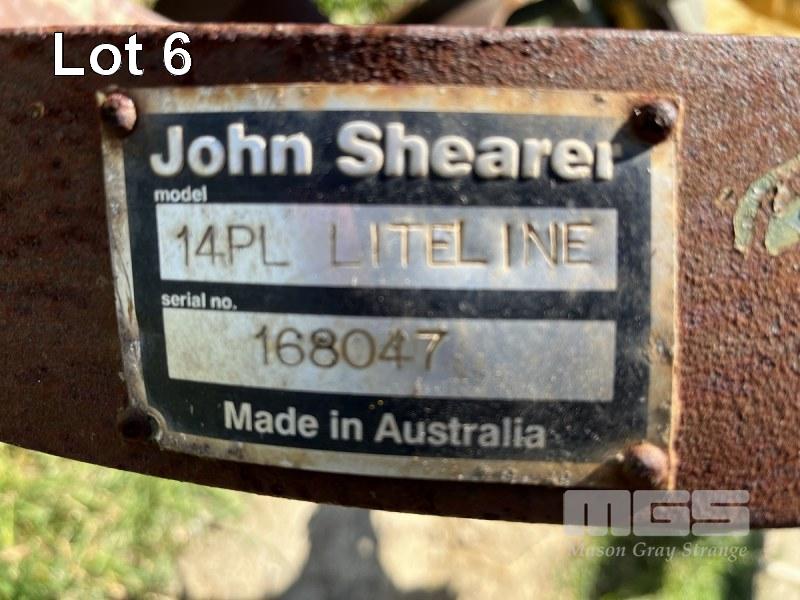 Lot 6
John Shearer
model
14PL LITELINE
serial no.
168047
Made in Australia
MGS
Mason Gray Strange